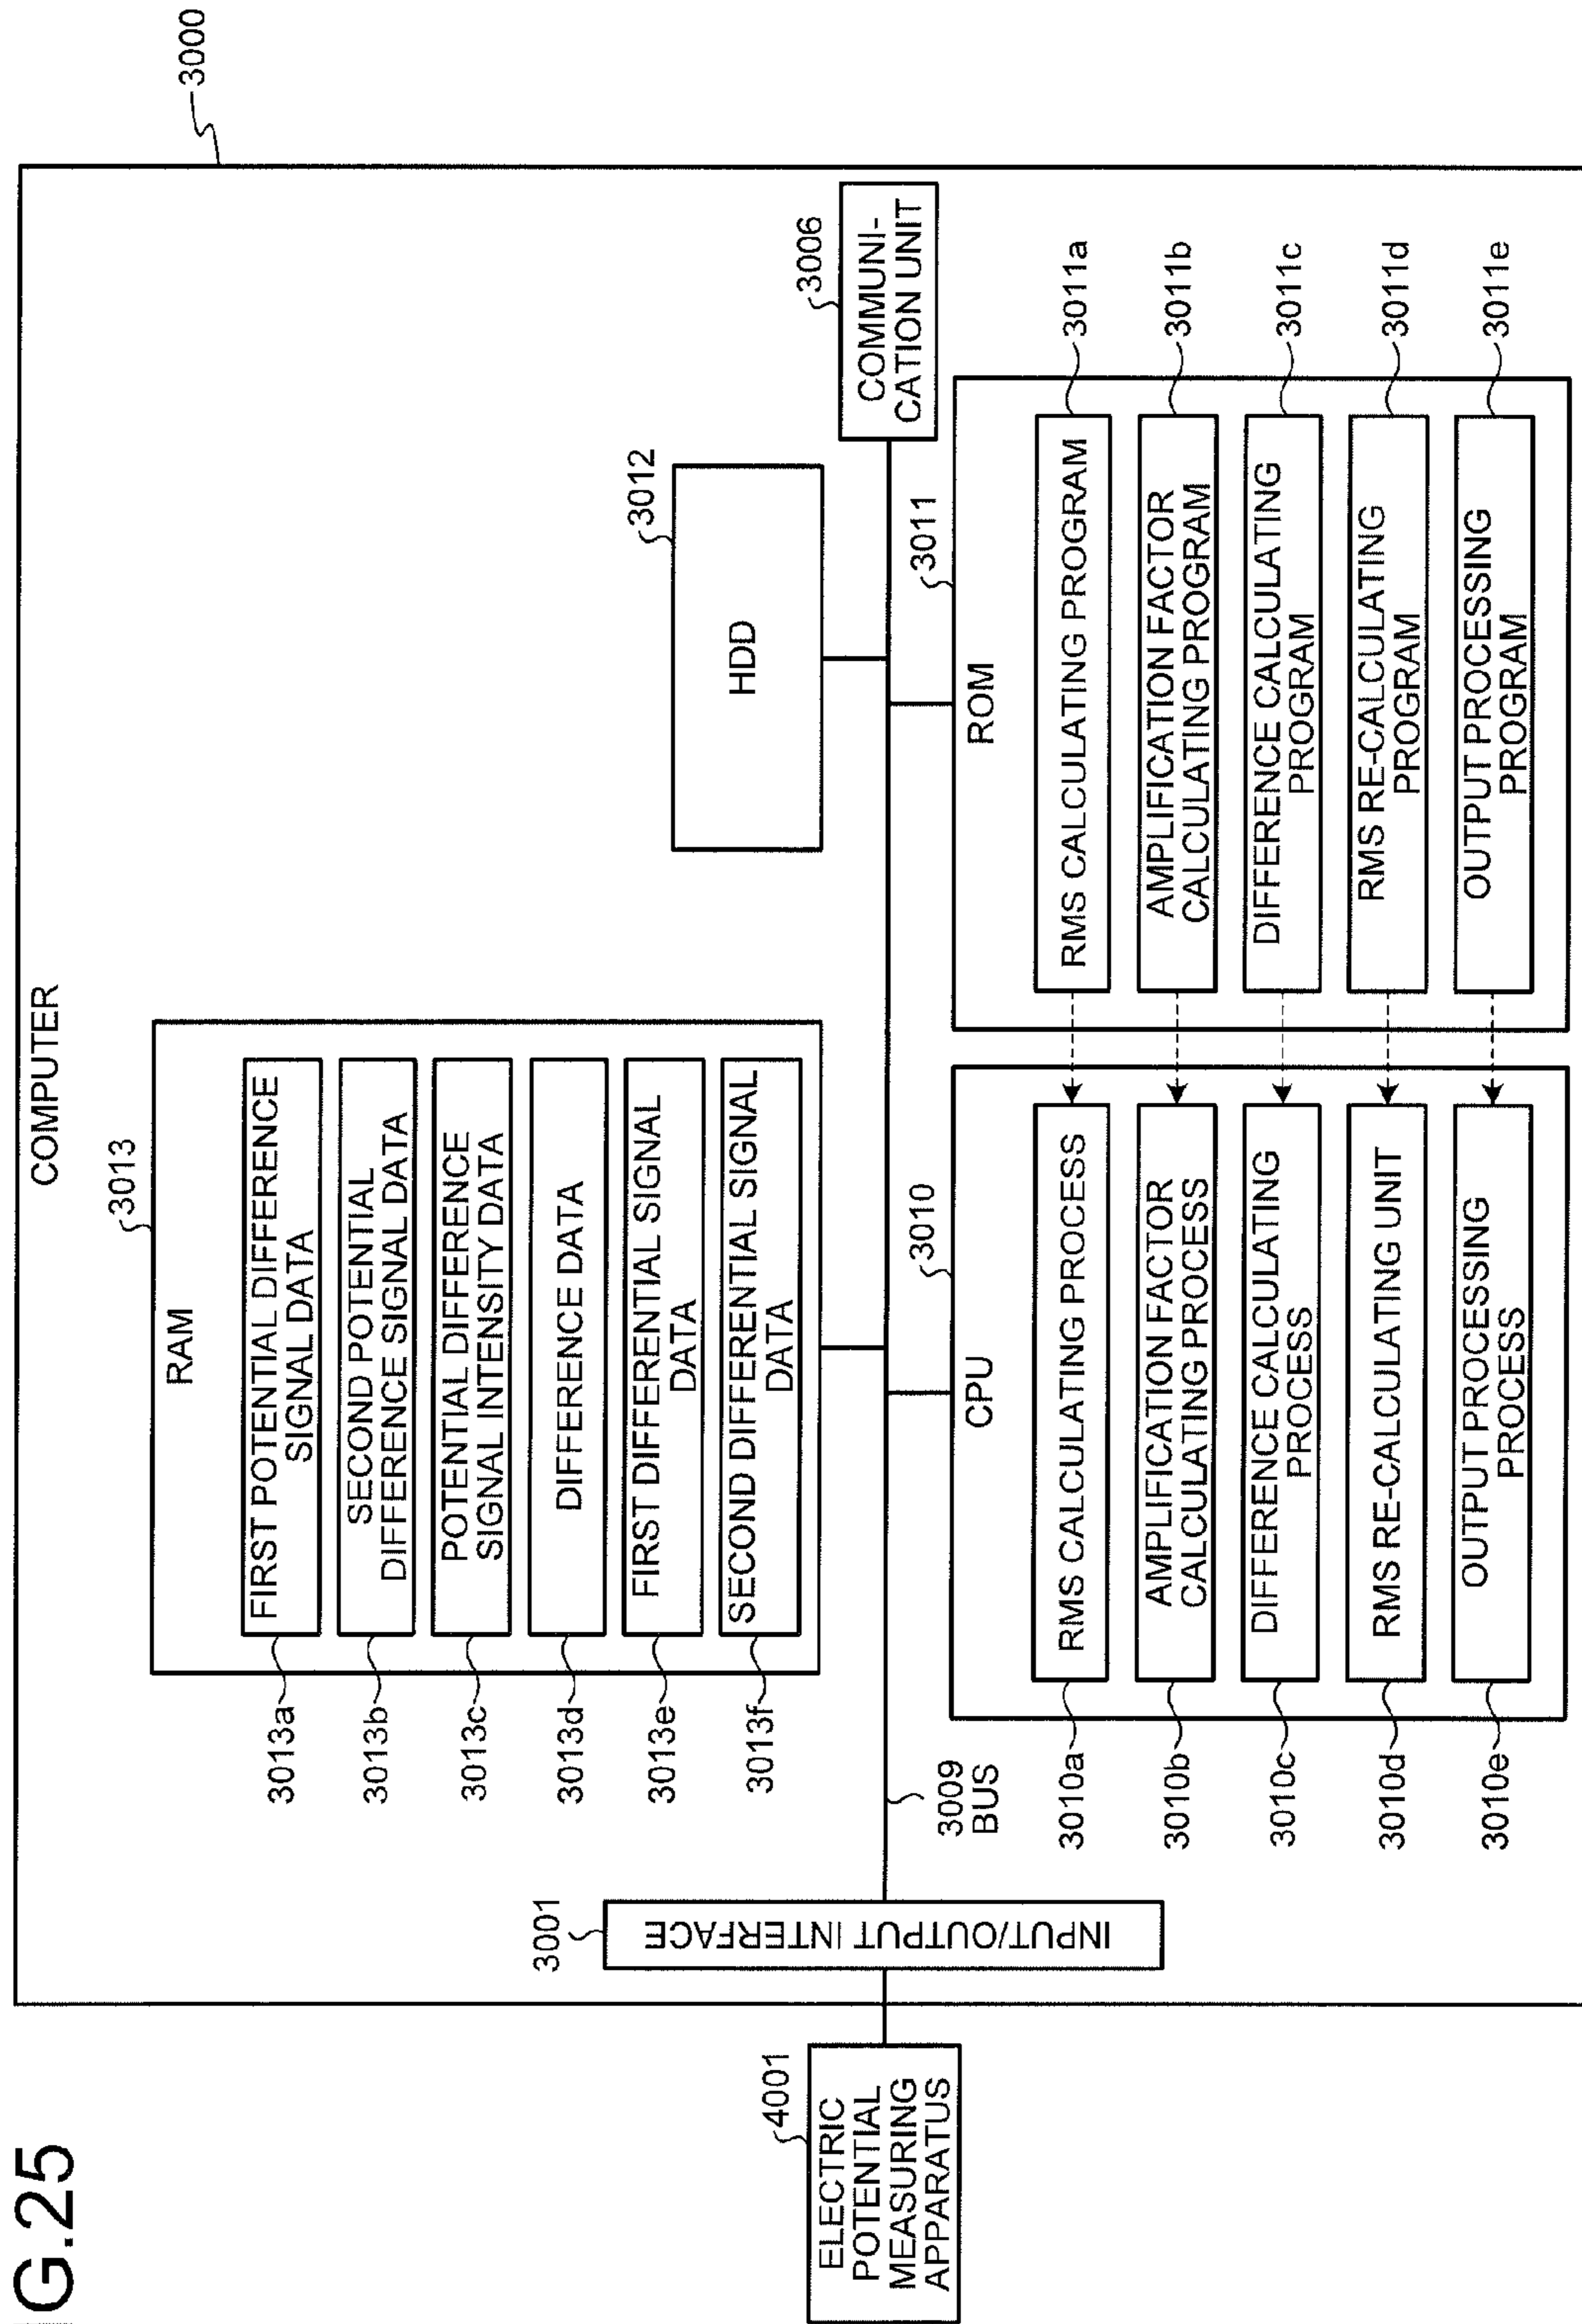 G.25
COMPUTER
3000
3013
RAM
3013a
FIRST POTENTIAL DIFFERENCE
SIGNAL DATA
3013b
SECOND POTENTIAL
DIFFERENCE SIGNAL DATA
3013c
POTENTIAL DIFFERENCE
SIGNAL INTENSITY DATA
3013d
DIFFERENCE DATA
3013e
FIRST DIFFERENTIAL SIGNAL
DATA
3013f
SECOND DIFFERENTIAL SIGNAL
DATA
3012
HDD
3006
COMMUNI-
CATION UNIT
4001
ELECTRIC
POTENTIAL
MEASURING
APPARATUS
3001
INPUT/OUTPUT INTERFACE
3009
BUS
3010
CPU
3010a
RMS CALCULATING PROCESS
3010b
AMPLIFICATION FACTOR
CALCULATING PROCESS
3010c
DIFFERENCE CALCULATING
PROCESS
3010d
RMS RE-CALCULATING UNIT
3010e
OUTPUT PROCESSING
PROCESS
3011
ROM
RMS CALCULATING PROGRAM
3011a
AMPLIFICATION FACTOR
CALCULATING PROGRAM
3011b
DIFFERENCE CALCULATING
PROGRAM
3011c
RMS RE-CALCULATING
PROGRAM
3011d
OUTPUT PROCESSING
PROGRAM
3011e